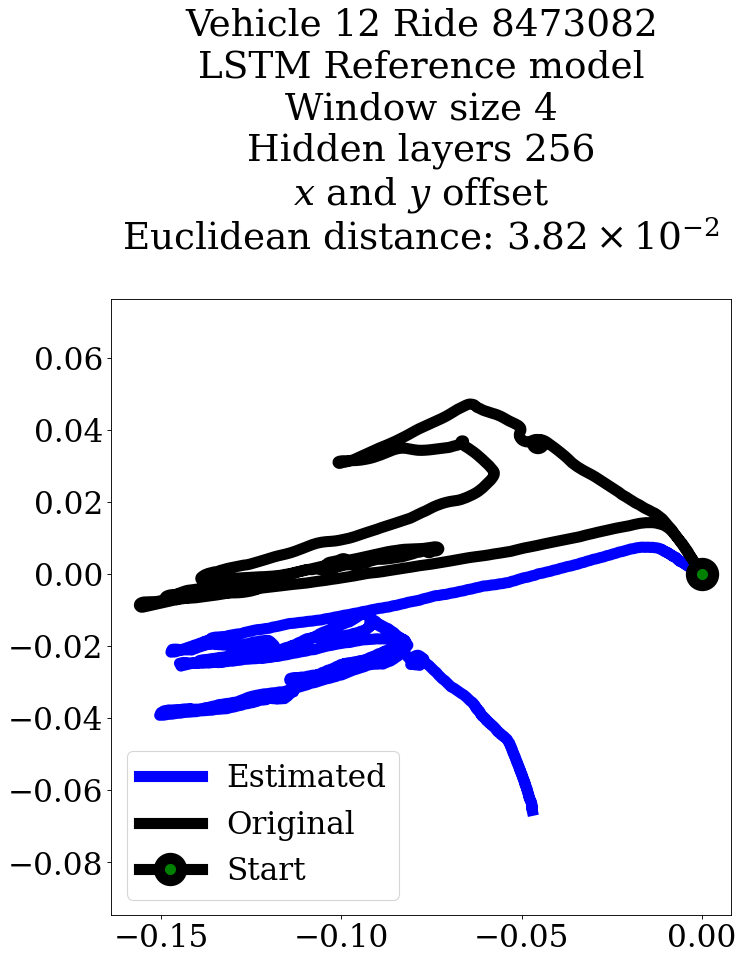 Vehicle 12 Ride 8473082
LSTM Reference model
Window size 4
Hidden layers 256
x and y offset
Euclidean distance: 3.82 × 10⁻²
0.06
0.04
0.02
0.00
−0.02
−0.04
−0.06
−0.08
Estimated
Original
Start
−0.15
−0.10
−0.05
0.00